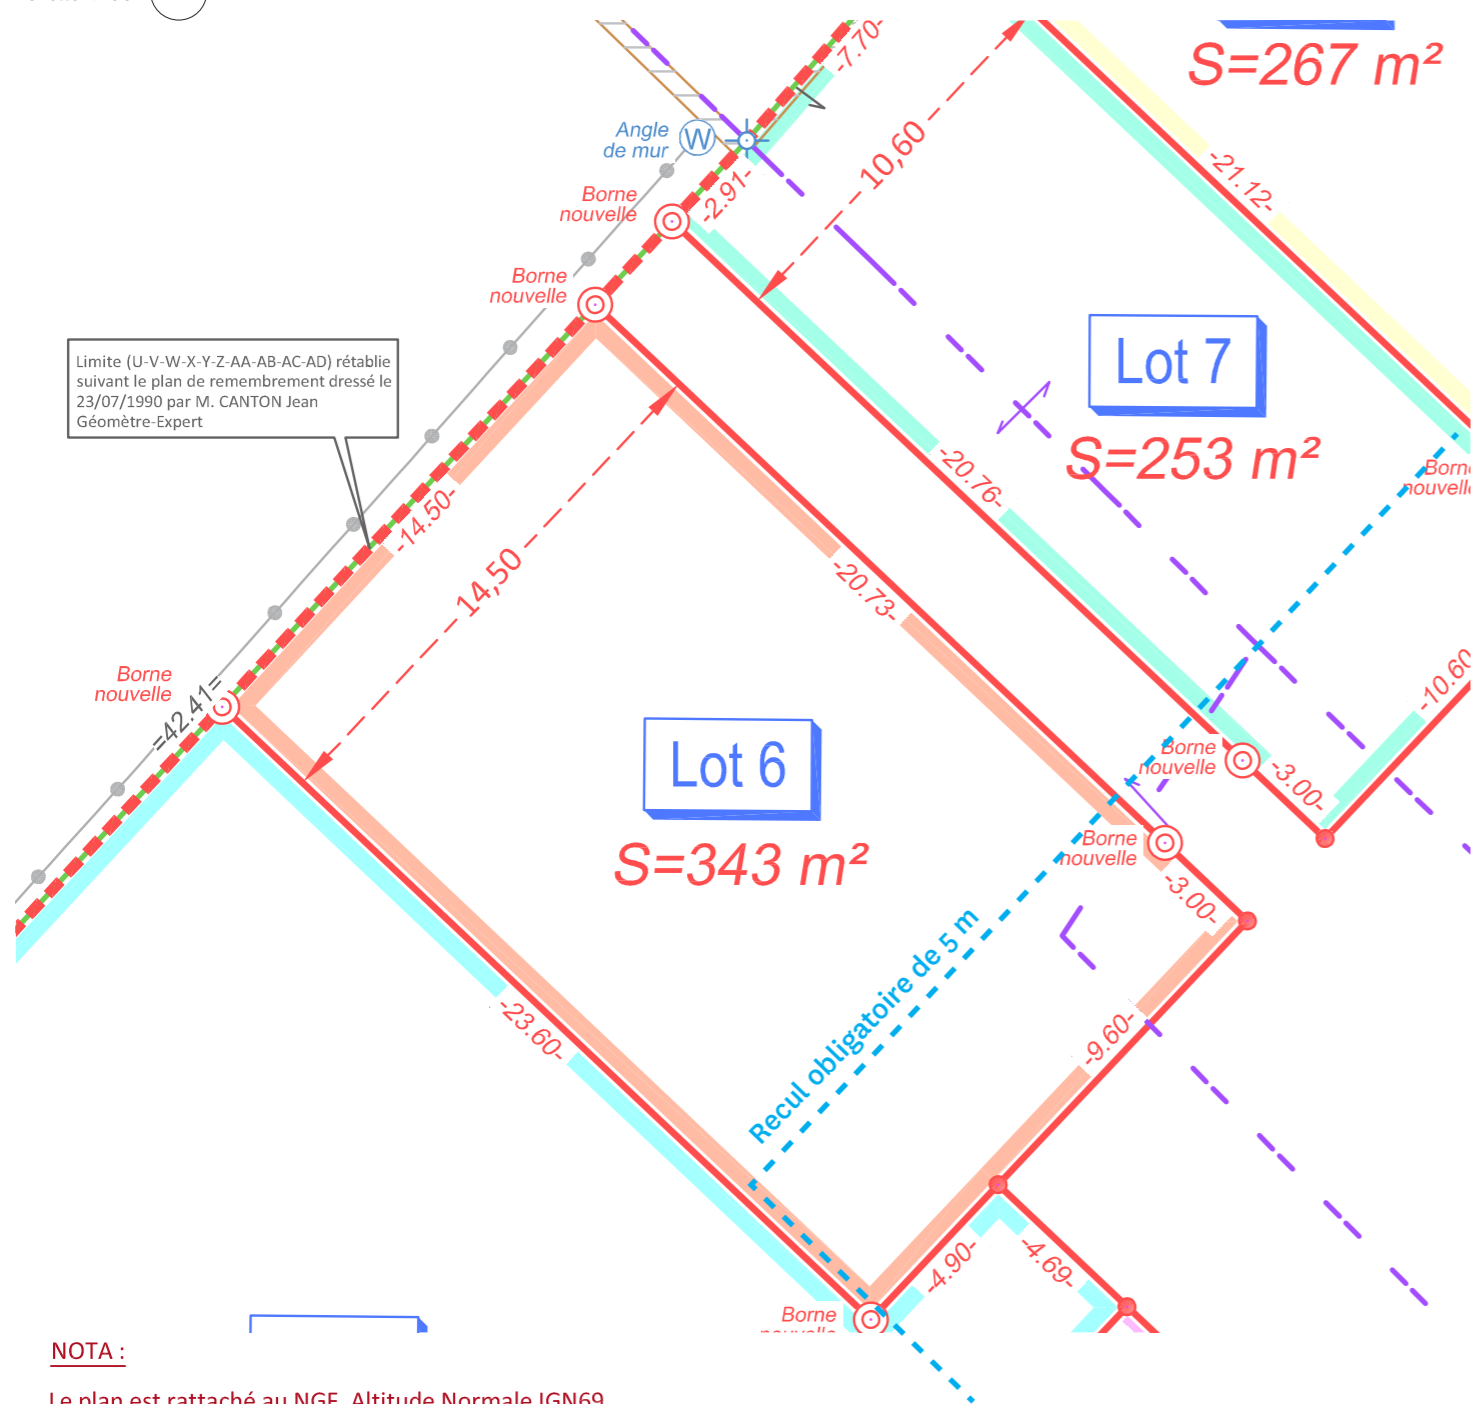 S=267 m²
-7.70-
Angle
de mur
W
10,60
-21.12-
-2.91-
Borne
nouvelle
Borne
nouvelle
Lot 7
S=253 m²
Limite (U-V-W-X-Y-Z-AA-AB-AC-AD) rétablie
suivant le plan de remembrement dressé le
23/07/1990 par M. CANTON Jean
Géomètre-Expert
-20.76-
Borne
nouvelle
-14.50-
14,50
-20.73-
Borne
nouvelle
=42.41=
-10.60
Lot 6
S=343 m²
Borne
nouvelle
-3.00-
Borne
nouvelle
-3.00-
Recul obligatoire de 5 m
-23.60-
-9.60-
-4.90-
-4.69-
Borne
nouvelle
NOTA :
Le plan est rattaché au NGF, Altitude Normale IGN69